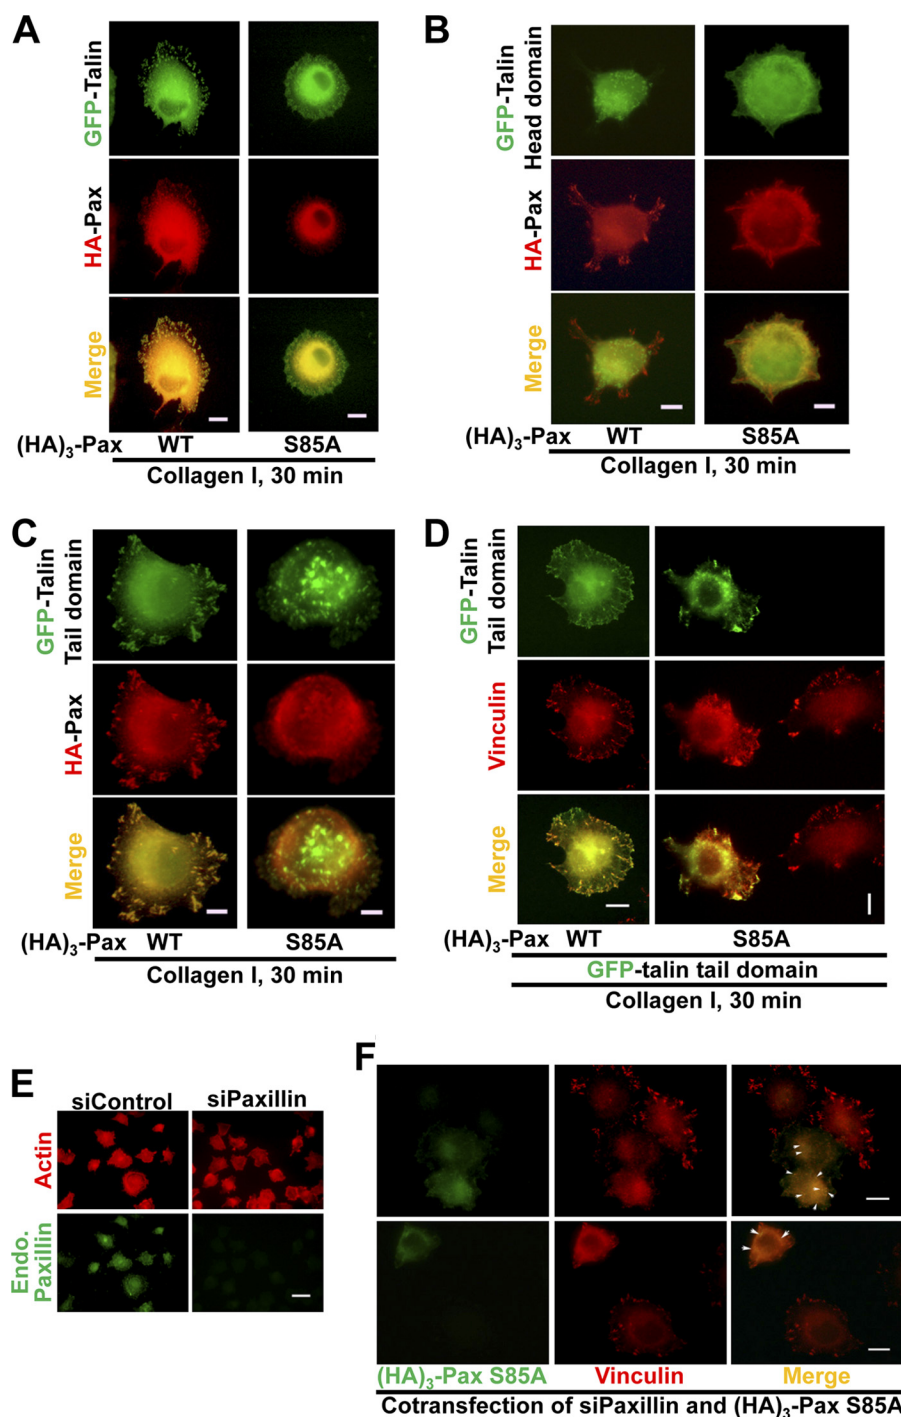 A
GFP-Talin
HA-Pax
Merge
(HA)3-Pax WT S85A
Collagen I, 30 min
B
GFP-Talin
Head domain
HA-Pax
Merge
(HA)3-Pax WT S85A
Collagen I, 30 min
C
GFP-Talin
Tail domain
HA-Pax
Merge
(HA)3-Pax WT S85A
Collagen I, 30 min
D
GFP-Talin
Tail domain
Vinculin
Merge
(HA)3-Pax WT S85A
GFP-talin tail domain
Collagen I, 30 min
E
siControl siPaxillin
Actin
Endo.
Paxillin
F
(HA)3-Pax S85A Vinculin Merge
Cotransfection of siPaxillin and (HA)3-Pax S85A